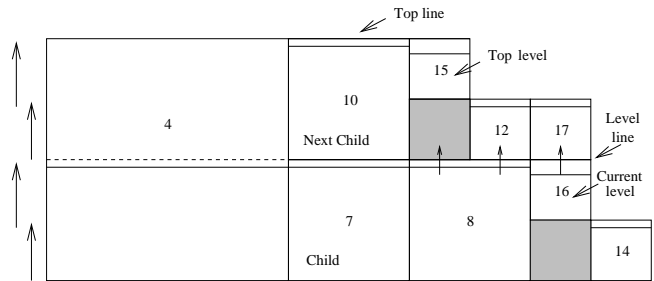 Top line
Top level
15
10
4
12
17
Level
line
Next Child
Current
level
16
7
8
14
Child